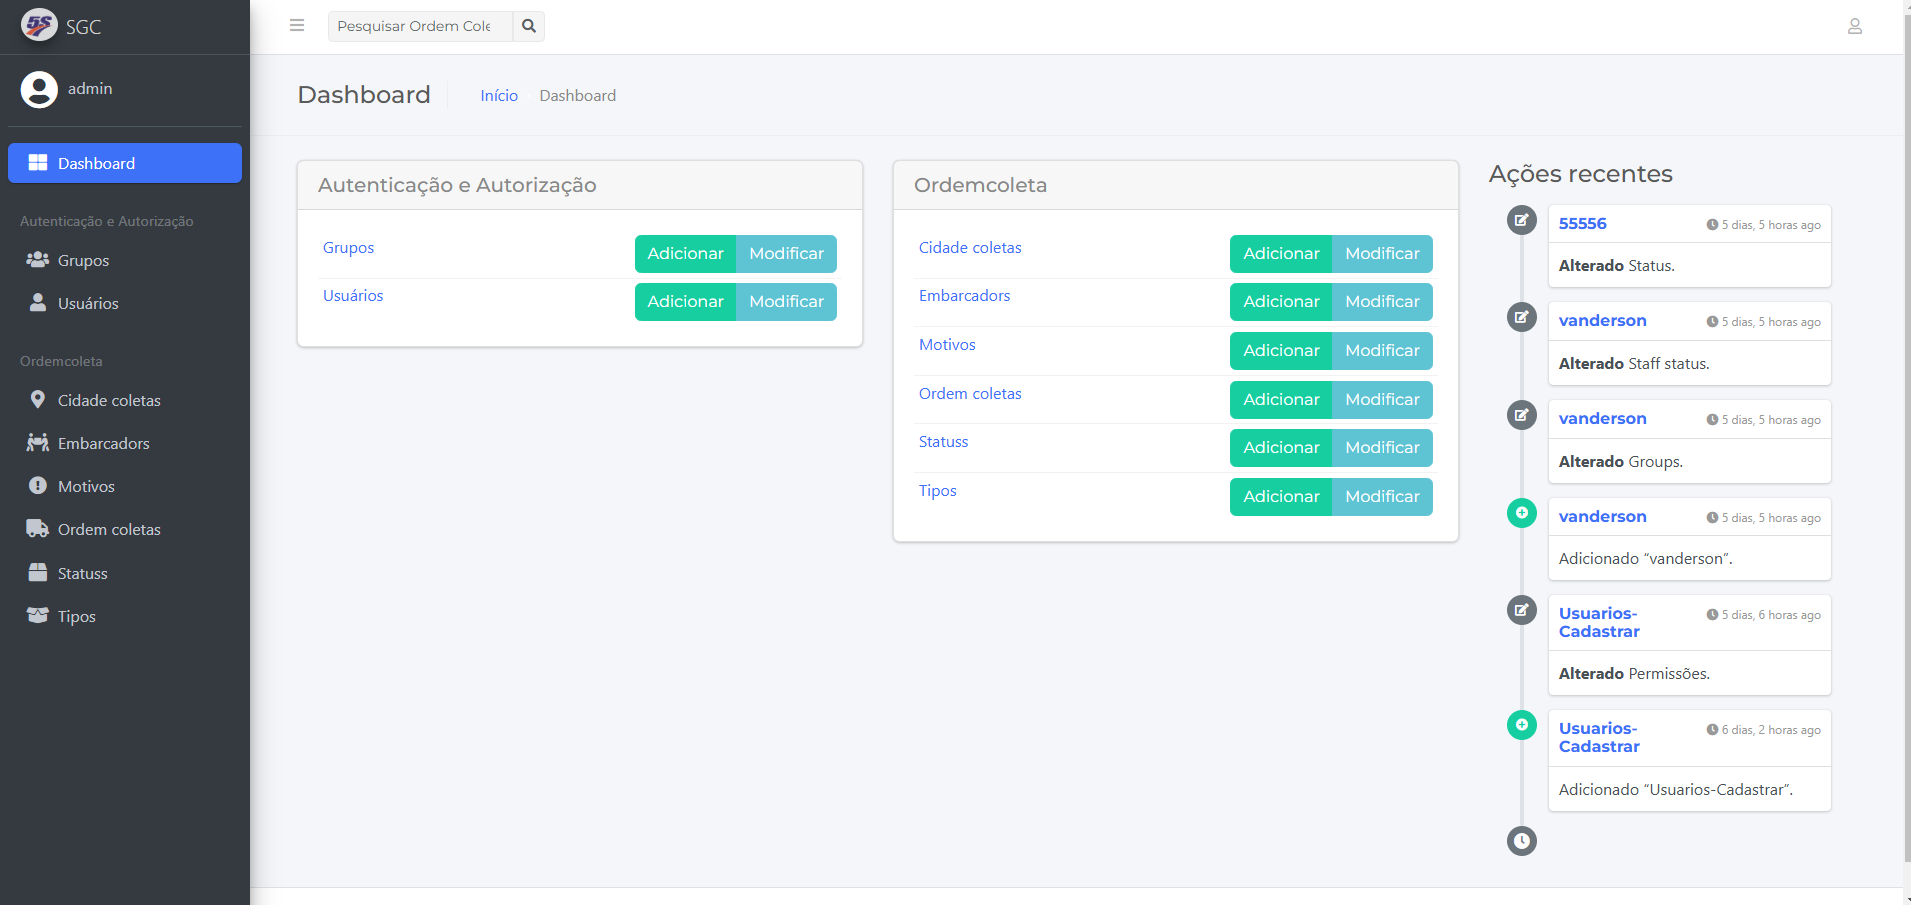 5S SGC
admin
Dashboard
Autenticação e Autorização
Grupos
Usuários
Ordemcoleta
Cidade coletas
Embarcadors
Motivos
Ordem coletas
Statuss
Tipos
Pesquisar Ordem Cole
Dashboard
Início Dashboard
Autenticação e Autorização
Grupos Adicionar Modificar
Usuários Adicionar Modificar
Ordemcoleta
Cidade coletas Adicionar Modificar
Embarcadors Adicionar Modificar
Motivos Adicionar Modificar
Ordem coletas Adicionar Modificar
Statuss Adicionar Modificar
Tipos Adicionar Modificar
Ações recentes
55556 5 dias, 5 horas ago
Alterado Status.
vanderson 5 dias, 5 horas ago
Alterado Staff status.
vanderson 5 dias, 5 horas ago
Alterado Groups.
vanderson 5 dias, 5 horas ago
Adicionado “vanderson”.
Usuarios- 5 dias, 6 horas ago
Cadastrar
Alterado Permissões.
Usuarios- 6 dias, 2 horas ago
Cadastrar
Adicionado “Usuarios-Cadastrar”.